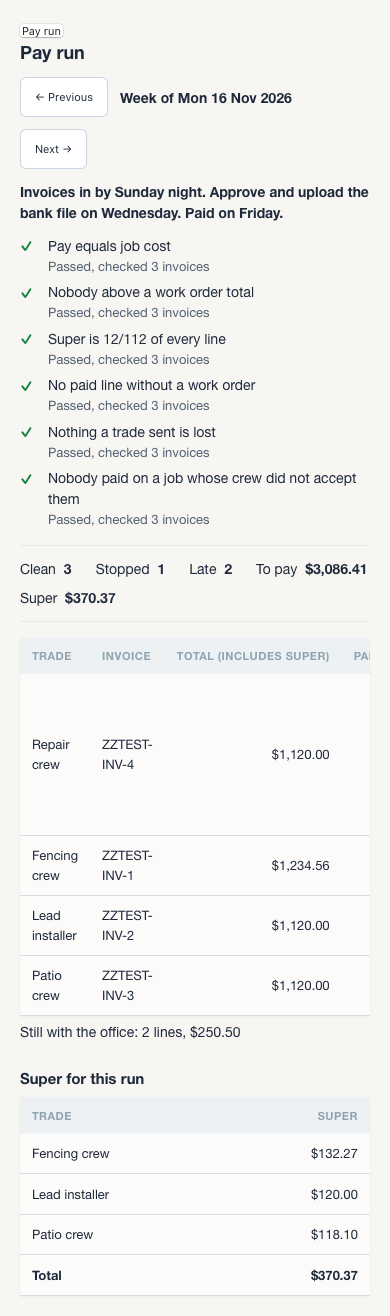 Pay run
Pay run
← Previous
Week of Mon 16 Nov 2026
Next →
Invoices in by Sunday night. Approve and upload the
bank file on Wednesday. Paid on Friday.
Pay equals job cost
Passed, checked 3 invoices
Nobody above a work order total
Passed, checked 3 invoices
Super is 12/112 of every line
Passed, checked 3 invoices
No paid line without a work order
Passed, checked 3 invoices
Nothing a trade sent is lost
Passed, checked 3 invoices
Nobody paid on a job whose crew did not accept
them
Passed, checked 3 invoices
Clean 3 Stopped 1 Late 2 To pay $3,086.41
Super $370.37
TRADE INVOICE TOTAL (INCLUDES SUPER)
Repair
crew
ZZTEST-
INV-4
$1,120.00
Fencing
crew
ZZTEST-
INV-1
$1,234.56
Lead
installer
ZZTEST-
INV-2
$1,120.00
Patio
crew
ZZTEST-
INV-3
$1,120.00
Still with the office: 2 lines, $250.50
Super for this run
TRADE SUPER
Fencing crew $132.27
Lead installer $120.00
Patio crew $118.10
Total $370.37